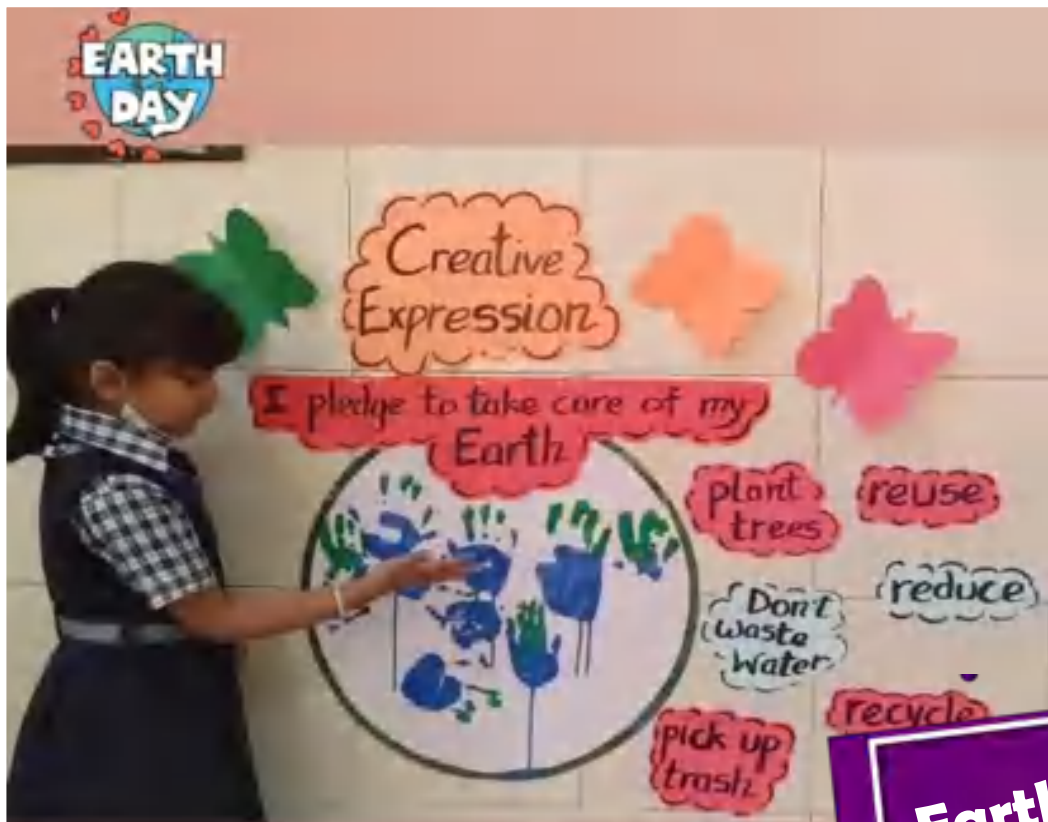 EARTH
DAY
Creative
Expression
I pledge to take care of my
Earth
plant
trees
reuse
Don't
waste
Water
reduce
pick up
trash
recycle